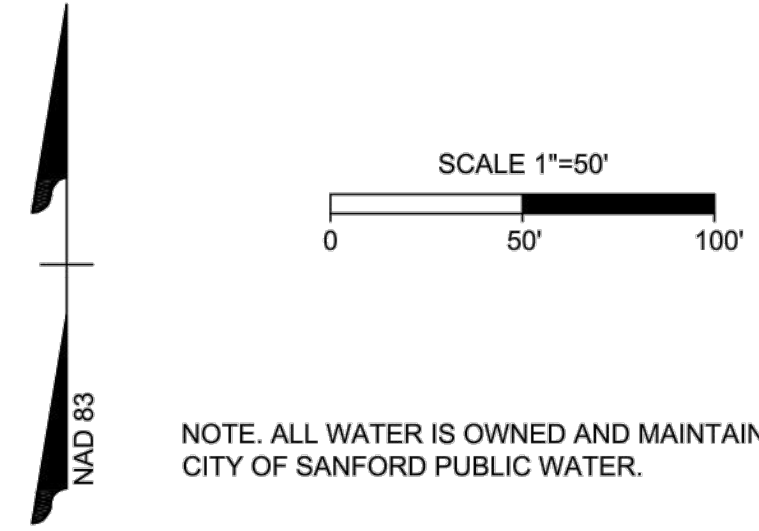 SCALE 1"=50'
0 50' 100'
NAD 83
NOTE. ALL WATER IS OWNED AND MAINTAIN
CITY OF SANFORD PUBLIC WATER.